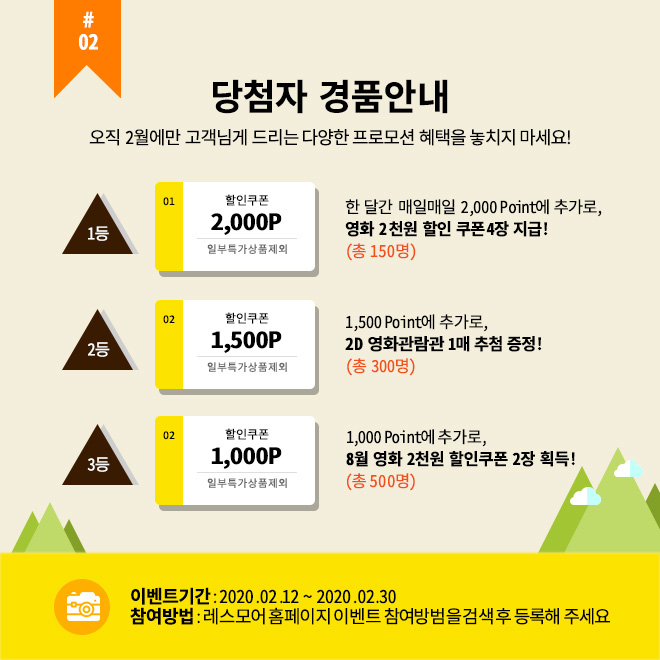 #
02
당첨자 경품안내
오직 2월에만 고객님게 드리는 다양한 프로모션 혜택을 놓치지 마세요!
1등
01
할인쿠폰
2,000P
일부특가상품제외
한 달간 매일매일 2,000 Point에 추가로,
영화 2천원 할인 쿠폰4장 지급!
(총 150명)
2등
02
할인쿠폰
1,500P
일부특가상품제외
1,500 Point에 추가로,
2D 영화관람관 1매 추첨 증정!
(총 300명)
3등
02
할인쿠폰
1,000P
일부특가상품제외
1,000 Point에 추가로,
8월 영화 2천원 할인쿠폰 2장 획득!
(총 500명)
이벤트기간 : 2020 .02.12 ~ 2020 .02.30
참여방법 : 레스모어 홈페이지 이벤트 참여방범을 검색 후 등록해 주세요